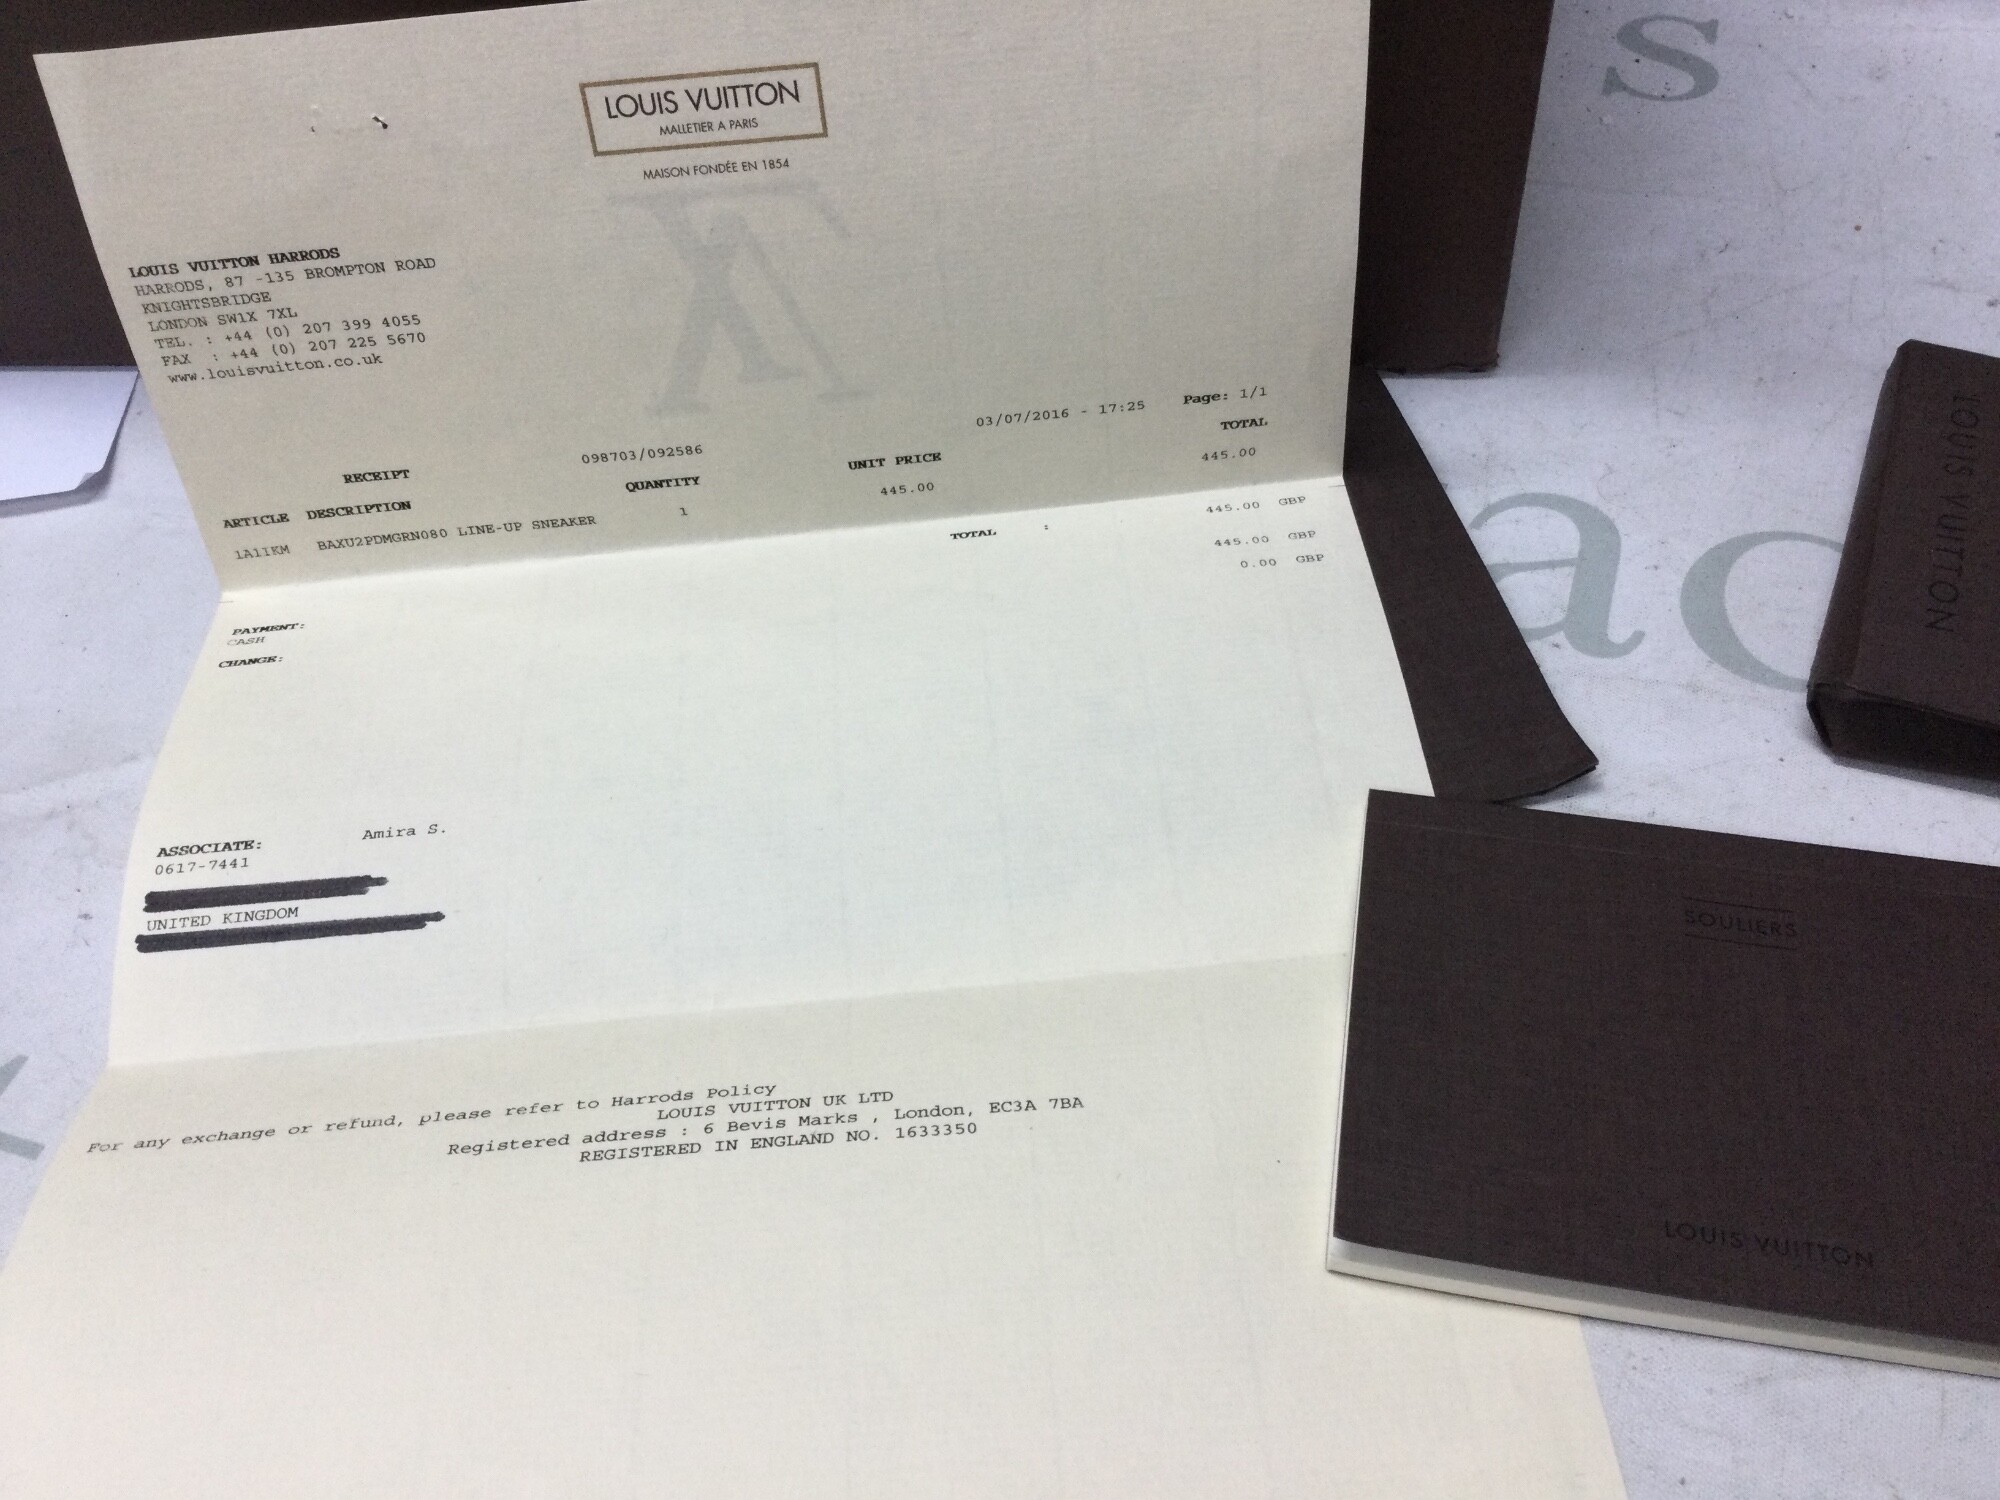 LOUIS VUITTON
MALLETIER A PARIS
MAISON FONDÉE EN 1854
LOUIS VUITTON HARRODS
HARRODS, 87 -135 BROMPTON ROAD
KNIGHTSBRIDGE
LONDON SW1X 7XL
TEL. : +44 (0) 207 399 4055
FAX : +44 (0) 207 225 5670
www.louisvuitton.co.uk
RECEIPT 098703/092586 03/07/2016 - 17:25 Page: 1/1
ARTICLE DESCRIPTION QUANTITY UNIT PRICE TOTAL
1A1IKM BAXU2PDMGRN080 LINE-UP SNEAKER 1 445.00 445.00
TOTAL : 445.00 GBP
PAYMENT:
CASH 445.00 GBP
CHANGE: 0.00 GBP
ASSOCIATE: Amira S.
0617-7441
UNITED KINGDOM
For any exchange or refund, please refer to Harrods Policy
LOUIS VUITTON UK LTD
Registered address : 6 Bevis Marks , London, EC3A 7BA
REGISTERED IN ENGLAND NO. 1633350
s
ac
LOUIS VUITTON
SOULIERS
LOUIS VUITTON